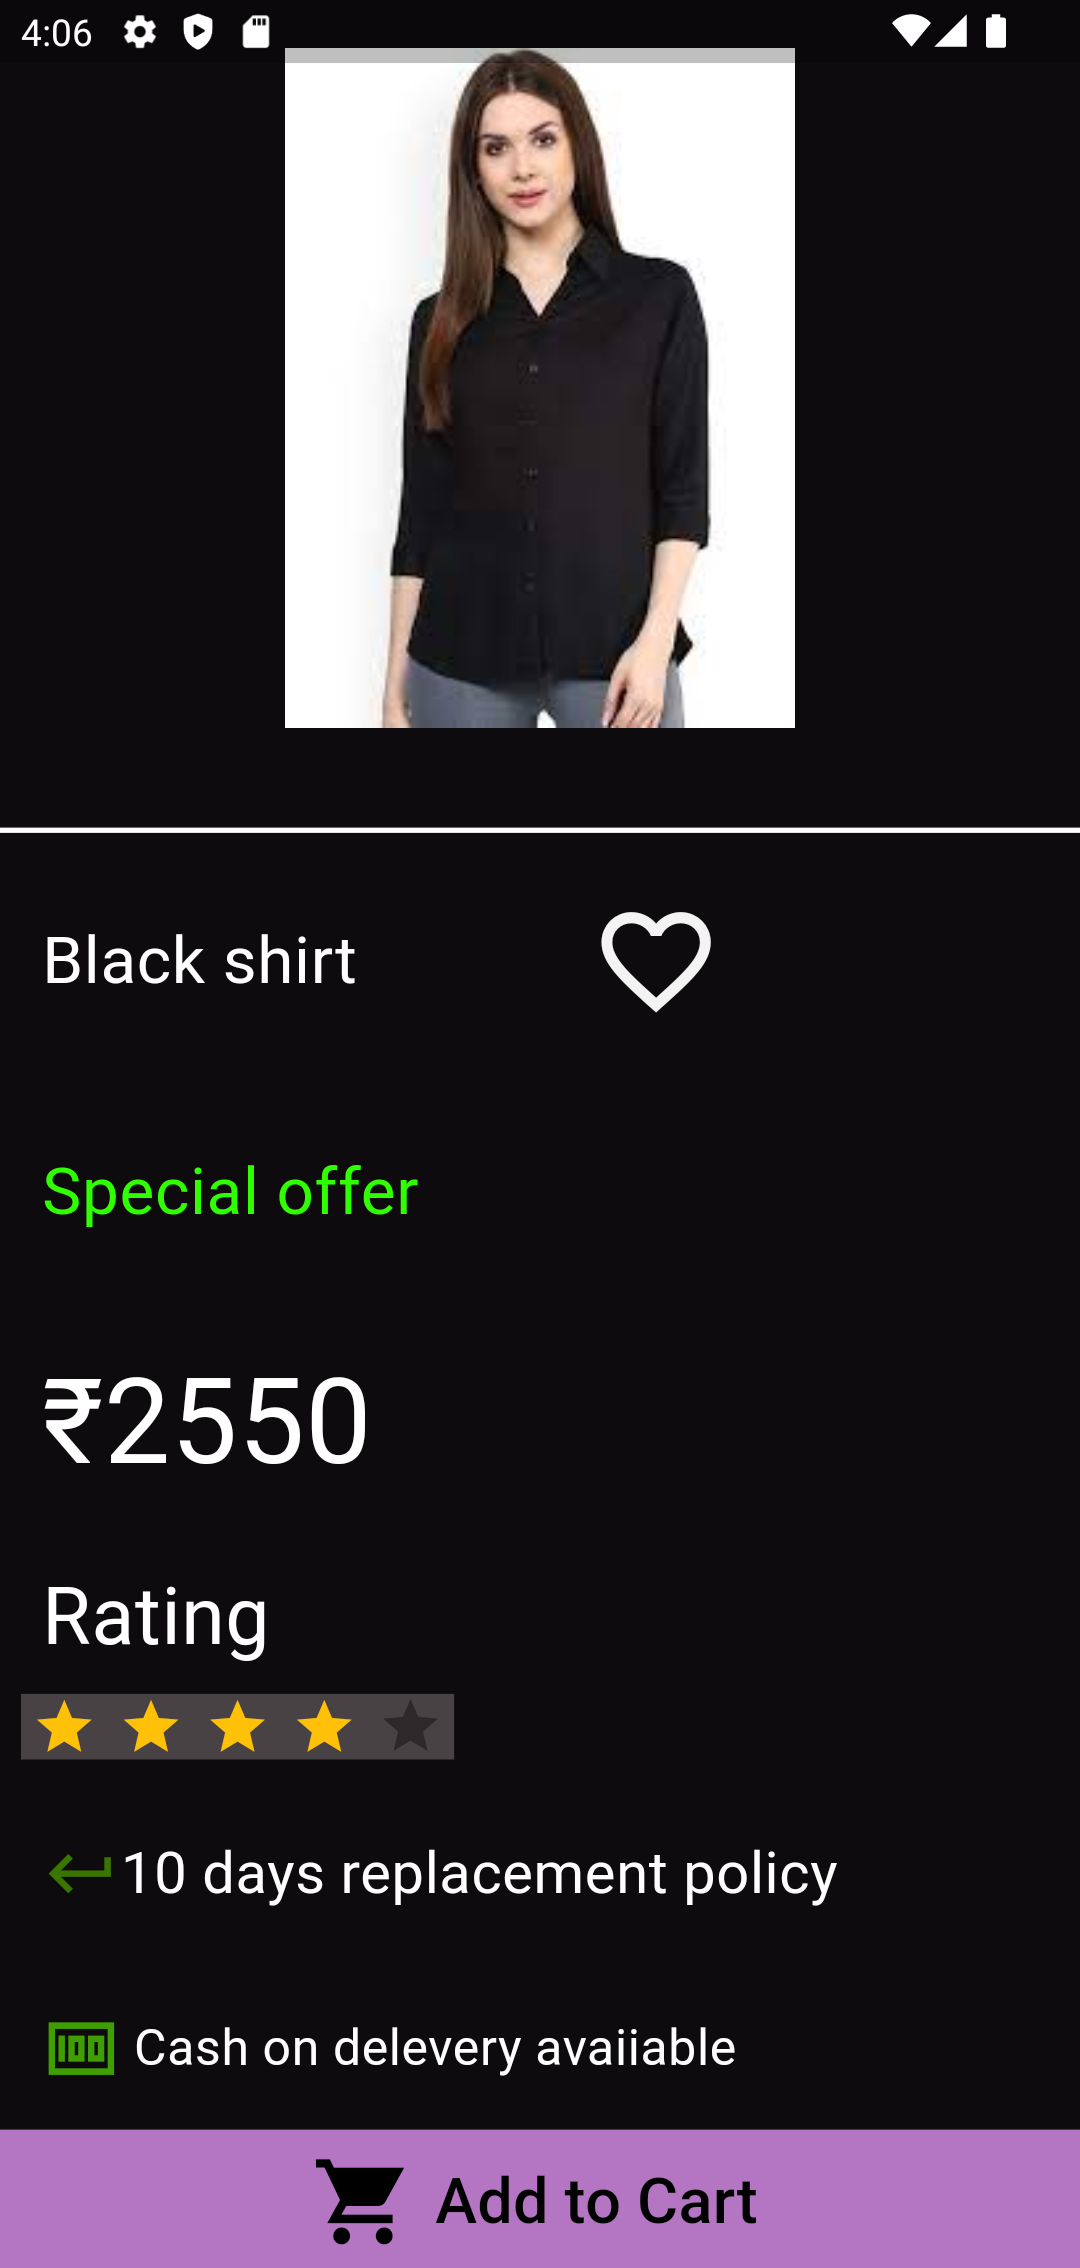 4:06
Black shirt
Special offer
₹2550
Rating
10 days replacement policy
100 Cash on delevery avaiiable
Add to Cart